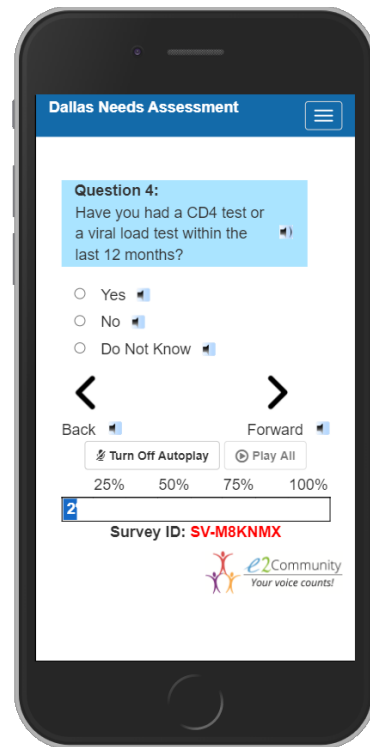 Dallas Needs Assessment
Question 4:
Have you had a CD4 test or
a viral load test within the
last 12 months?
Yes
No
Do Not Know
Back Forward
Turn Off Autoplay Play All
25% 50% 75% 100%
2
Survey ID: SV-M8KNMX
e2Community
Your voice counts!